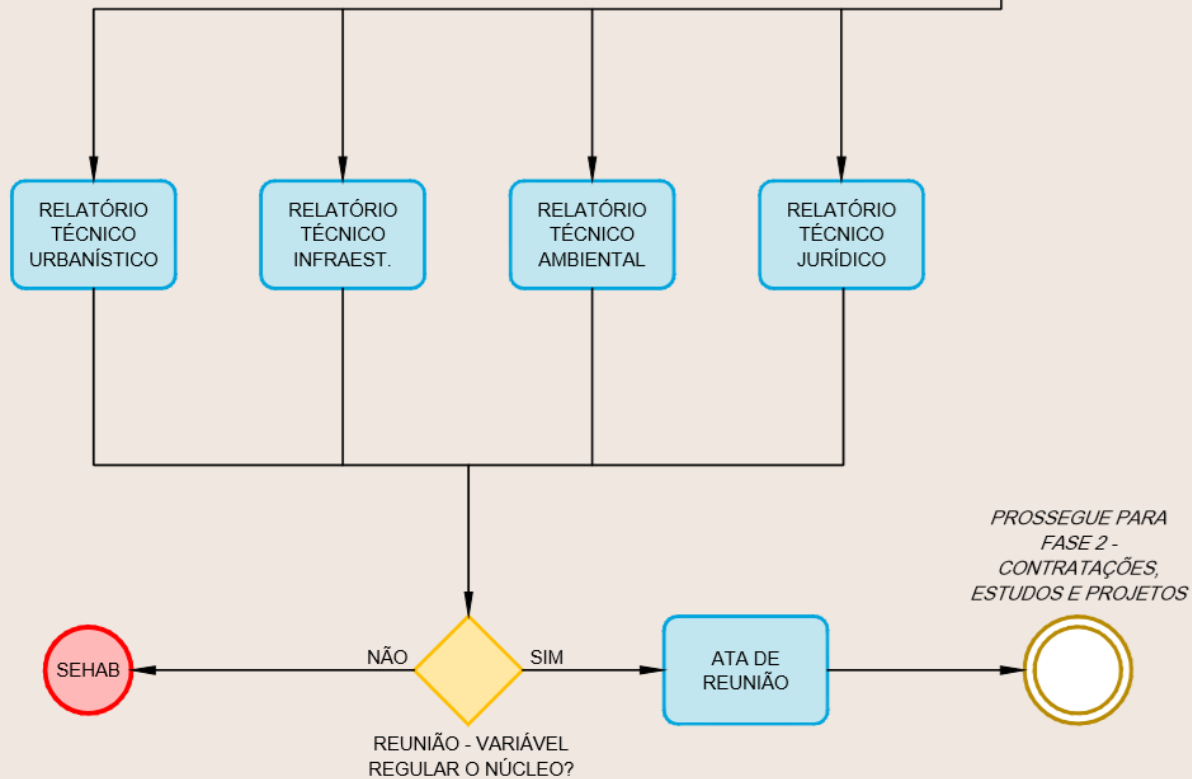 RELATÓRIO
TÉCNICO
URBANÍSTICO
RELATÓRIO
TÉCNICO
INFRAEST.
RELATÓRIO
TÉCNICO
AMBIENTAL
RELATÓRIO
TÉCNICO
JURÍDICO
PROSSEGUE PARA
FASE 2 -
CONTRATAÇÕES,
ESTUDOS E PROJETOS
SEHAB
NÃO
SIM
ATA DE
REUNIÃO
REUNIÃO - VARIÁVEL
REGULAR O NÚCLEO?